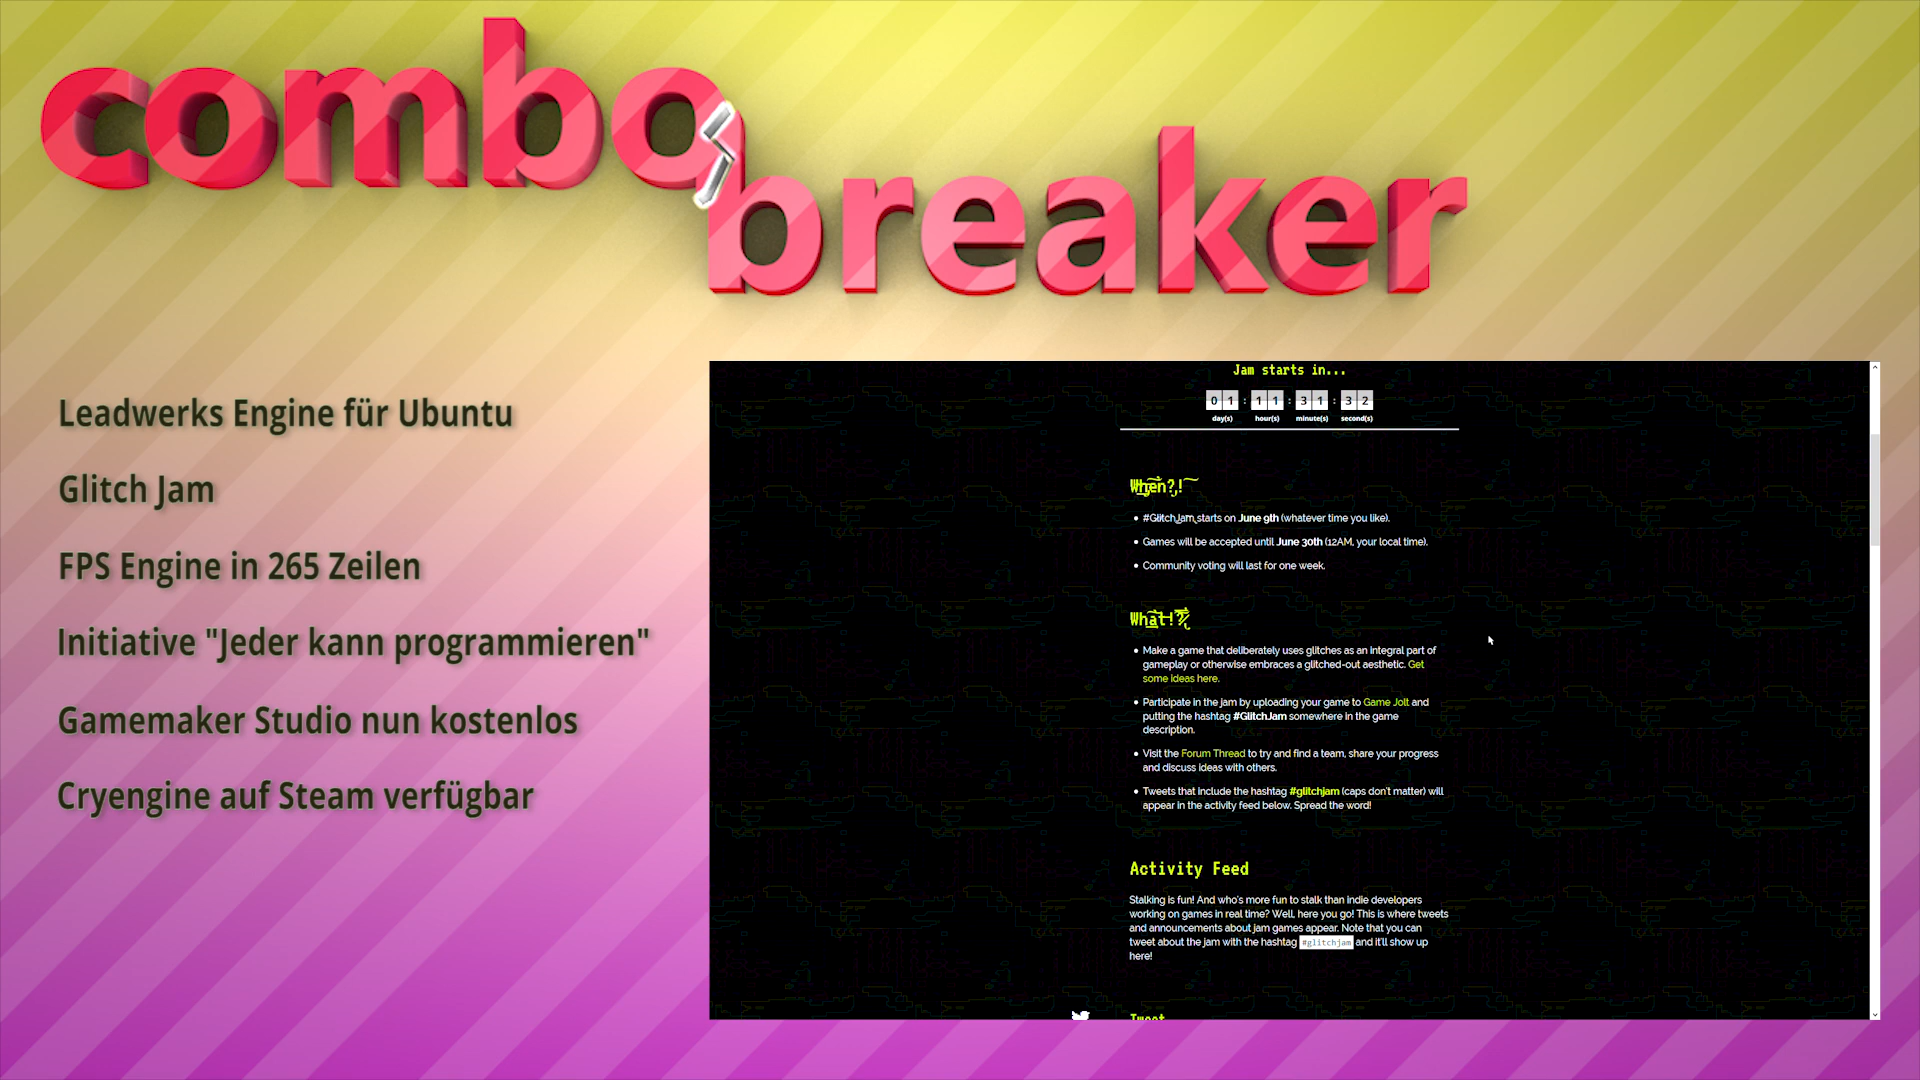 combo
breaker
Leadwerks Engine für Ubuntu
Glitch Jam
FPS Engine in 265 Zeilen
Initiative "Jeder kann programmieren"
Gamemaker Studio nun kostenlos
Cryengine auf Steam verfügbar
Jam starts in...
01 : 11 : 31 : 32
day(s) hour(s) minute(s) second(s)
When?!
#GlitchJam starts on June 9th (whatever time you like).
Games will be accepted until June 30th (12AM, your local time).
Community voting will last for one week.
What!?
Make a game that deliberately uses glitches as an integral part of
gameplay or otherwise embraces a glitched-out aesthetic. Get
some ideas here.
Participate in the jam by uploading your game to Game Jolt and
putting the hashtag #GlitchJam somewhere in the game
description.
Visit the Forum Thread to try and find a team, share your progress
and discuss ideas with others.
Tweets that include the hashtag #glitchjam (caps don't matter) will
appear in the activity feed below. Spread the word!
Activity Feed
Stalking is fun! And who's more fun to stalk than indie developers
working on games in real time? Well, here you go! This is where tweets
and announcements about jam games appear. Note that you can
tweet about the jam with the hashtag #glitchjam and it'll show up
here!
Tweet